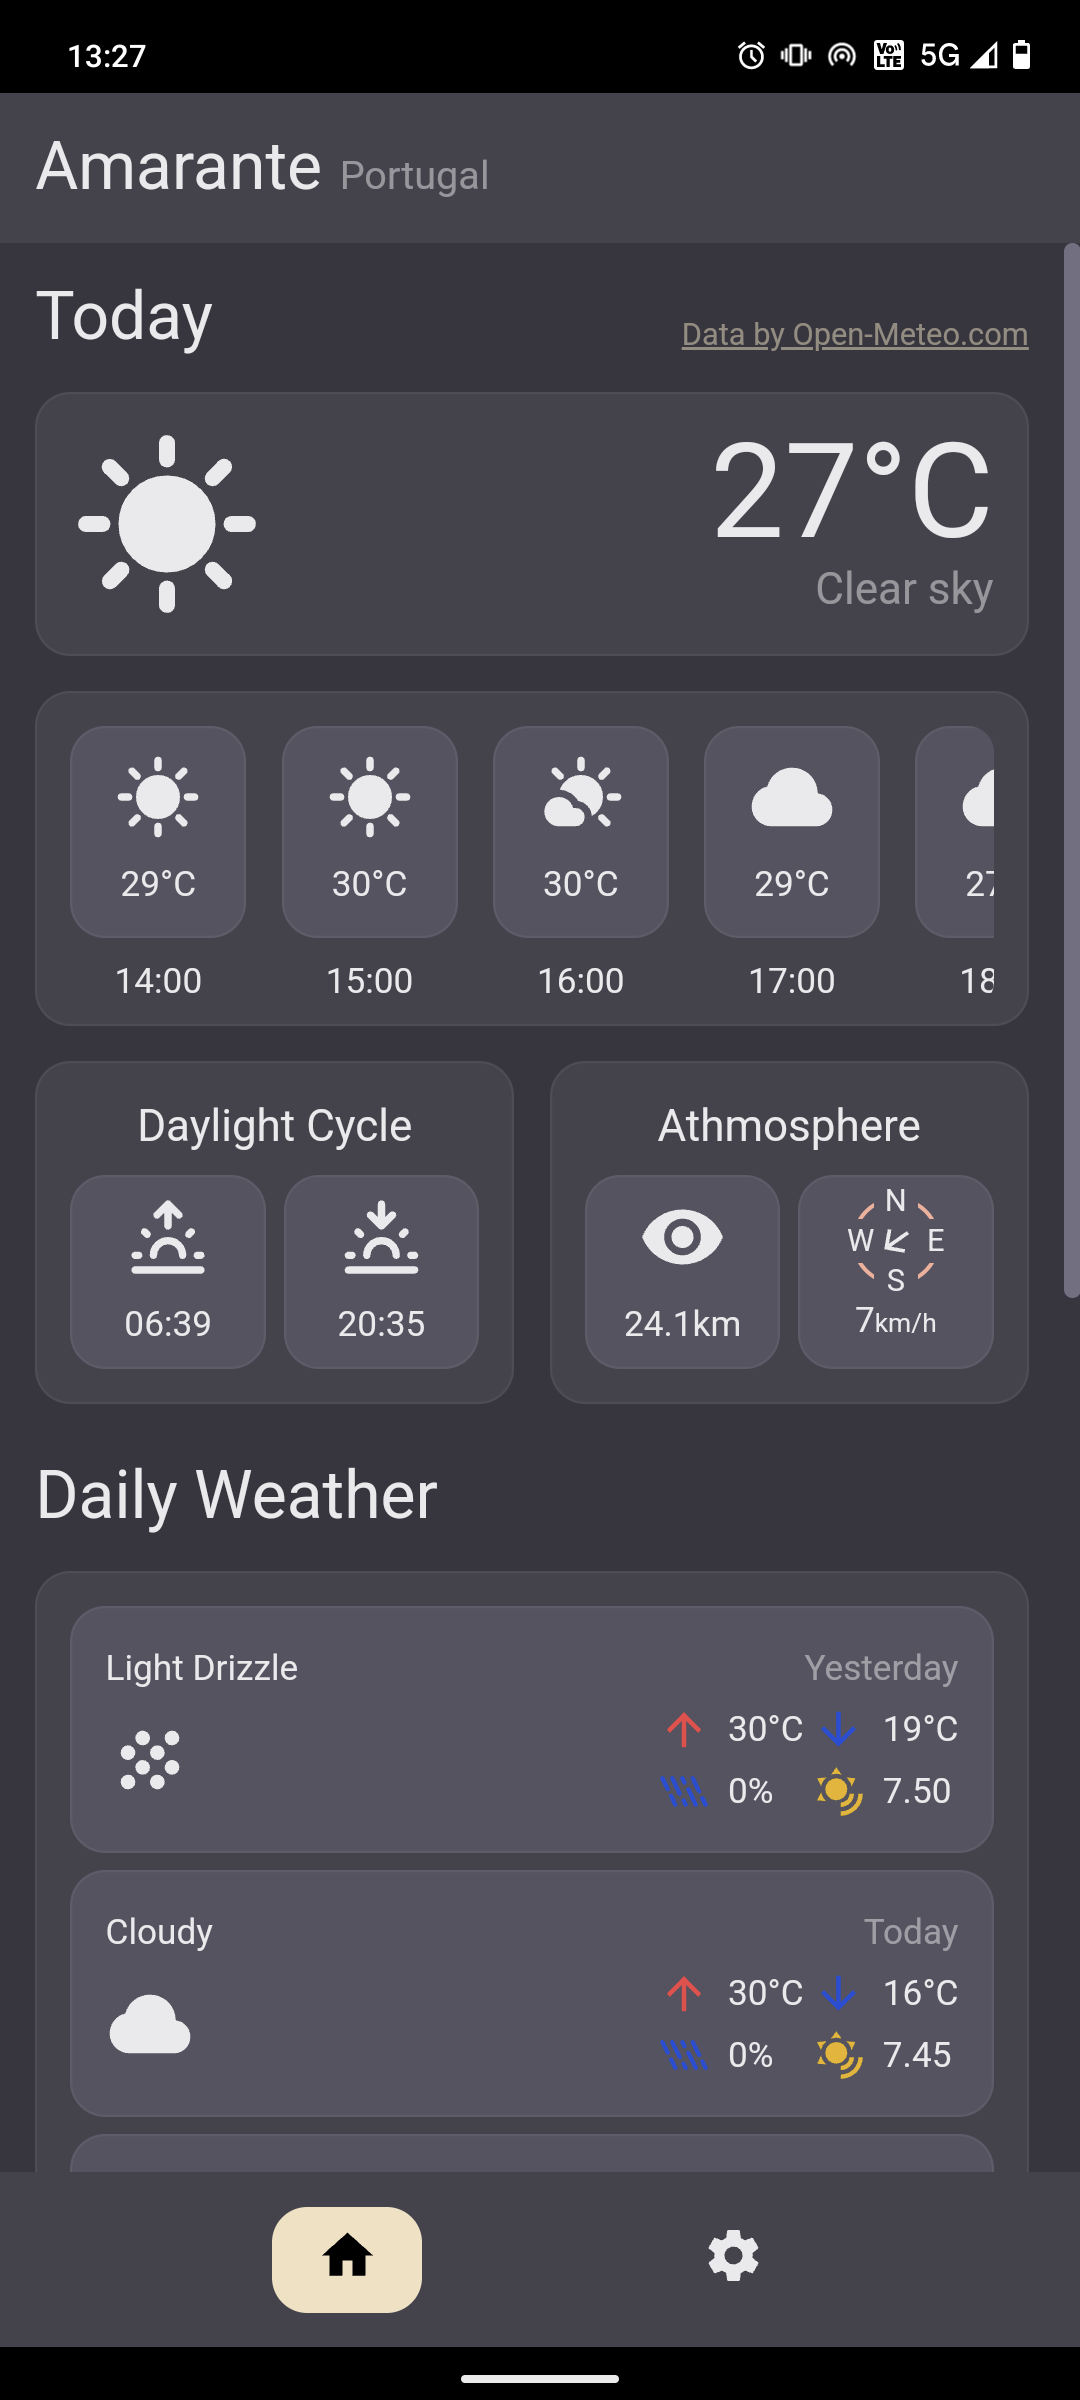 13:27 Vo LTE 5G
Amarante Portugal
Today
Data by Open-Meteo.com
27°C
Clear sky
29°C 30°C 30°C 29°C 27
14:00 15:00 16:00 17:00 18
Daylight Cycle
06:39 20:35
Athmosphere
24.1km
N
W E
S
7km/h
Daily Weather
Light Drizzle Yesterday
30°C 19°C
0% 7.50
Cloudy Today
30°C 16°C
0% 7.45